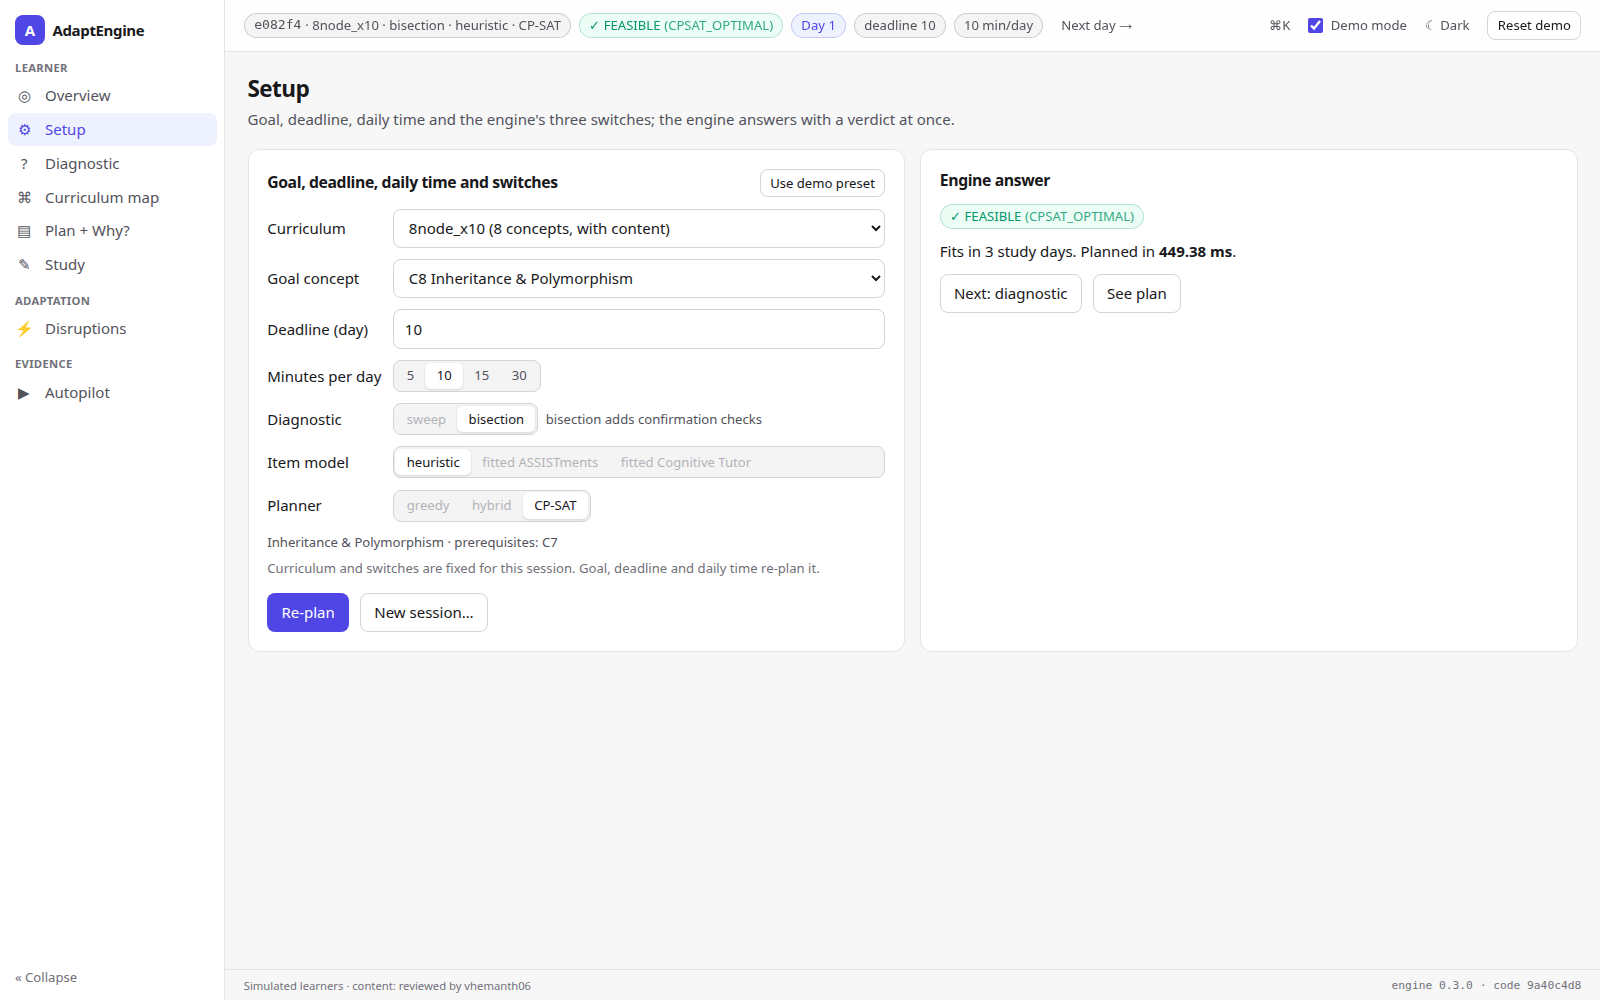 A AdaptEngine
LEARNER
◎ Overview
⚙ Setup
? Diagnostic
⌘ Curriculum map
▤ Plan + Why?
✎ Study
ADAPTATION
⚡ Disruptions
EVIDENCE
▶ Autopilot
« Collapse
e082f4 · 8node_x10 · bisection · heuristic · CP-SAT ✓ FEASIBLE (CPSAT_OPTIMAL) Day 1 deadline 10 10 min/day Next day → ⌘K Demo mode ☾ Dark Reset demo
Setup
Goal, deadline, daily time and the engine's three switches; the engine answers with a verdict at once.
Goal, deadline, daily time and switches Use demo preset
Curriculum 8node_x10 (8 concepts, with content)
Goal concept C8 Inheritance & Polymorphism
Deadline (day) 10
Minutes per day 5 10 15 30
Diagnostic sweep bisection bisection adds confirmation checks
Item model heuristic fitted ASSISTments fitted Cognitive Tutor
Planner greedy hybrid CP-SAT
Inheritance & Polymorphism · prerequisites: C7
Curriculum and switches are fixed for this session. Goal, deadline and daily time re-plan it.
Re-plan New session...
Engine answer
✓ FEASIBLE (CPSAT_OPTIMAL)
Fits in 3 study days. Planned in 449.38 ms.
Next: diagnostic See plan
Simulated learners · content: reviewed by vhemanth06 engine 0.3.0 · code 9a40c4d8